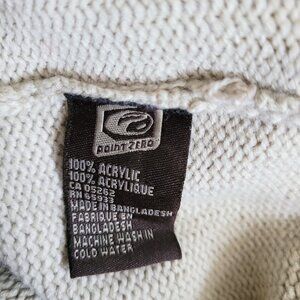 POINT ZERO
100% ACRYLIC
100% ACRYLIQUE
CA 05262
RN 65933
MADE IN BANGLADESH
FABRIQUE EN
BANGLADESH
MACHINE WASH IN
COLD WATER